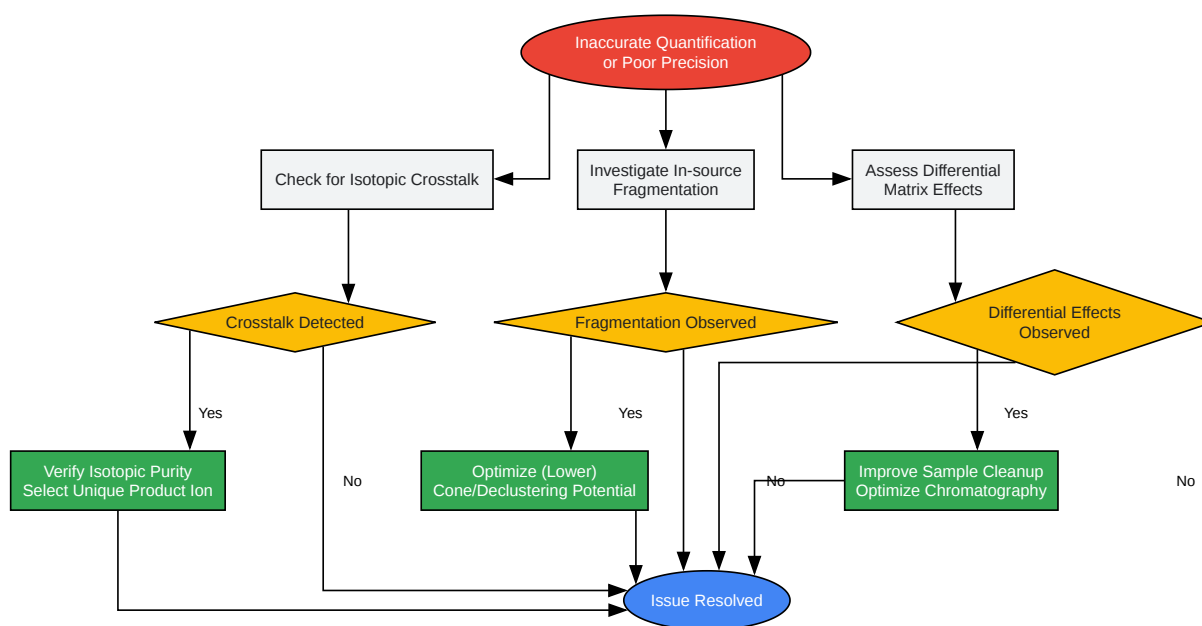 Inaccurate Quantification
or Poor Precision
Check for Isotopic Crosstalk
Investigate In-source
Fragmentation
Assess Differential
Matrix Effects
Crosstalk Detected
Fragmentation Observed
Differential Effects
Observed
Yes
Yes
Yes
Verify Isotopic Purity
Select Unique Product Ion
No
Optimize (Lower)
Cone/Declustering Potential
No
Improve Sample Cleanup
Optimize Chromatography
No
Issue Resolved